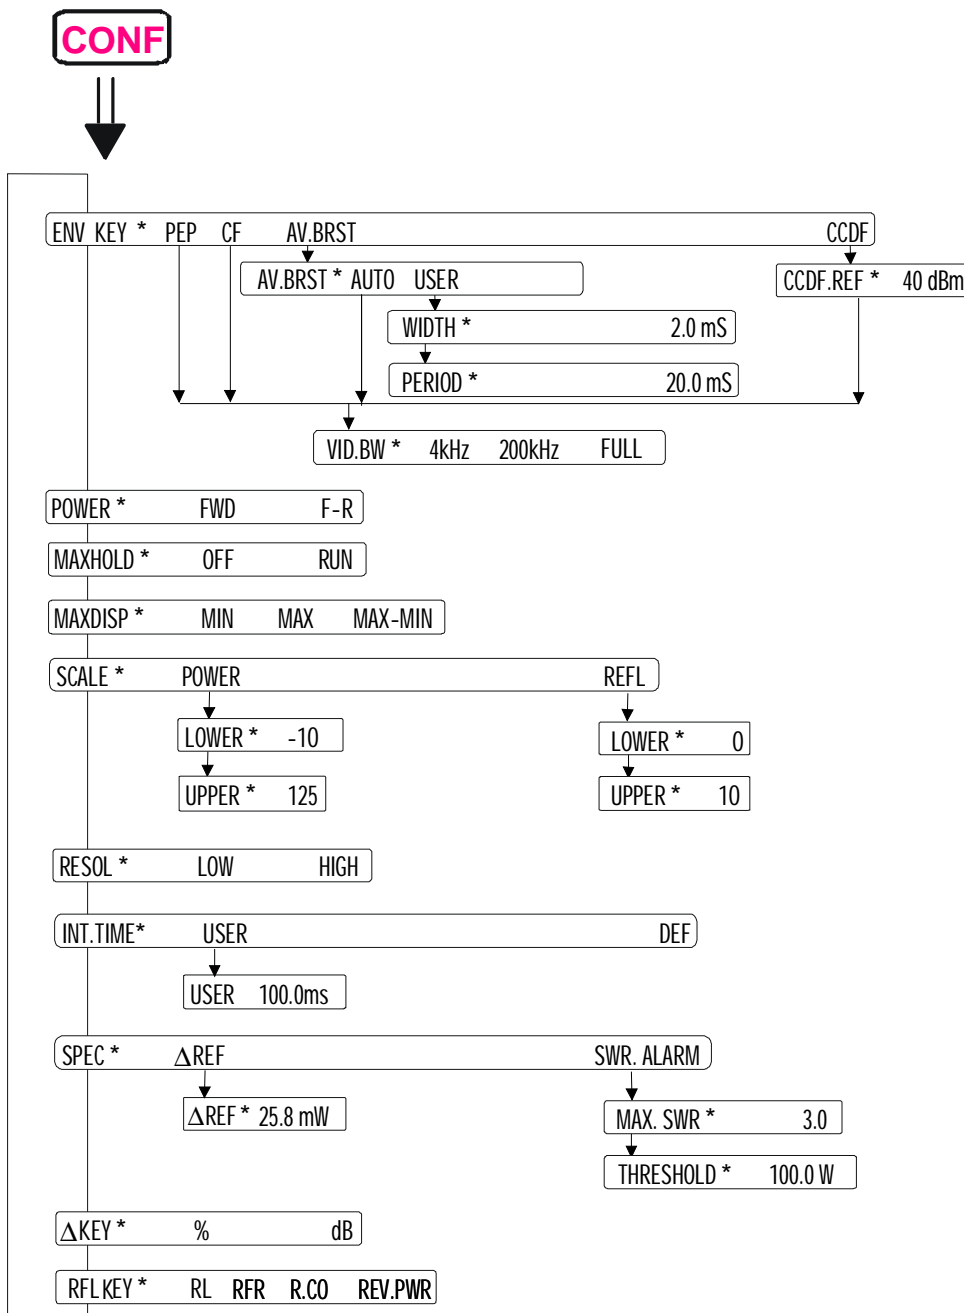 CONF
ENV KEY * PEP CF AV.BRST CCDF
AV.BRST * AUTO USER
CCDF.REF * 40 dBm
WIDTH * 2.0 mS
PERIOD * 20.0 mS
VID.BW * 4kHz 200kHz FULL
POWER * FWD F-R
MAXHOLD * OFF RUN
MAXDISP * MIN MAX MAX-MIN
SCALE * POWER REFL
LOWER * -10
LOWER * 0
UPPER * 125
UPPER * 10
RESOL * LOW HIGH
INT.TIME* USER DEF
USER 100.0ms
SPEC * ΔREF SWR. ALARM
ΔREF * 25.8 mW
MAX. SWR * 3.0
THRESHOLD * 100.0 W
ΔKEY * % dB
RFL KEY * RL RFR R.CO REV.PWR